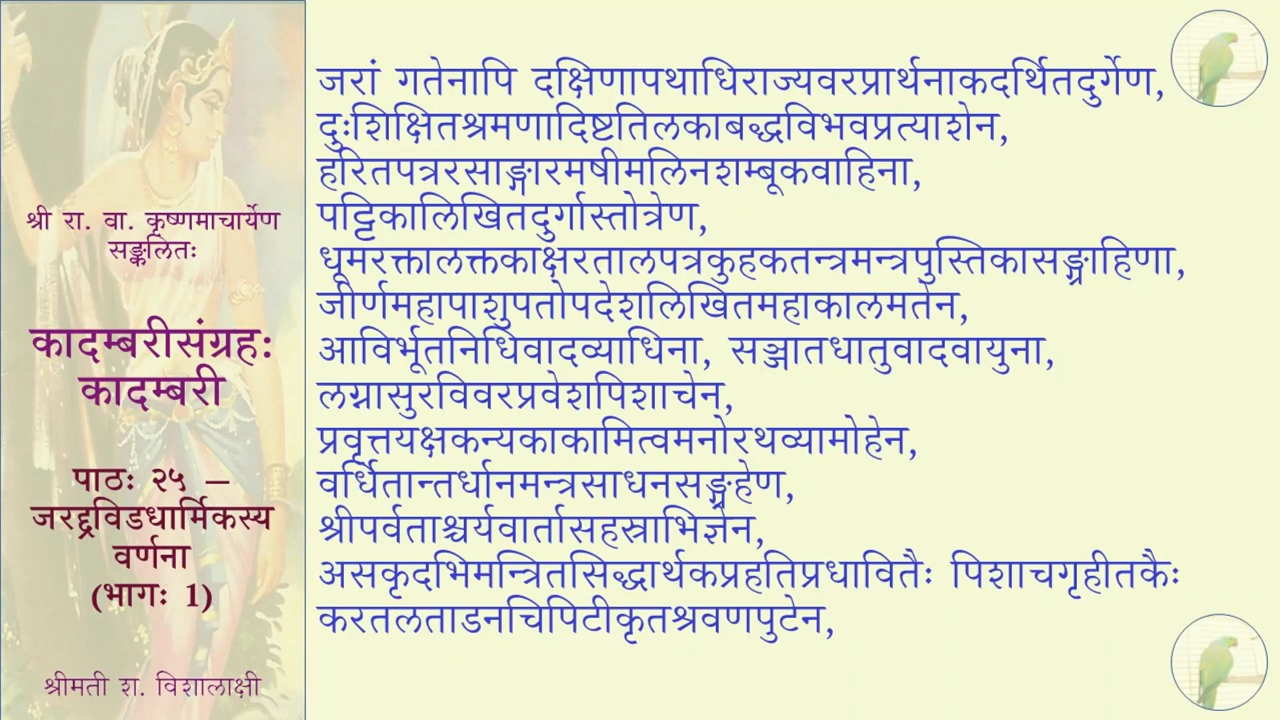 श्री रा. वा. कृष्णमाचार्येण
सङ्कलितः
कादम्बरीसंग्रहः
कादम्बरी
पाठः २५ –
जरद्द्रविडधार्मिकस्य
वर्णना
(भागः 1)
श्रीमती श. विशालाक्षी
जरां गतेनापि दक्षिणापथाधिराज्यवरप्रार्थनाकदर्थितदुर्गेण,
दुःशिक्षितश्रमणादिष्टतिलकाबद्धविभवप्रत्याशेन,
हरितपत्ररसाङ्गारमषीमलिनशम्बूकवाहिना,
पट्टिकालिखितदुर्गास्तोत्रेण,
धूमरक्तालक्तकाक्षरतालपत्रकुहकतन्त्रमन्त्रपुस्तिकासङ्ग्राहिणा,
जीर्णमहापाशुपतोपदेशलिखितमहाकालमतेन,
आविर्भूतनिधिवादव्याधिना, सञ्जातधातुवादवायुना,
लग्नासुरविवरप्रवेशपिशाचेन,
प्रवृत्तयक्षकन्यकाकामित्वमनोरथव्यामोहेन,
वर्धितान्तर्धानमन्त्रसाधनसङ्ग्रहेण,
श्रीपर्वताश्चर्यवार्तासहस्राभिज्ञेन,
असकृदभिमन्त्रितसिद्धार्थकप्रहतिप्रधावितैः पिशाचगृहीतकैः
करतलताडनचिपिटीकृतश्रवणपुटेन,